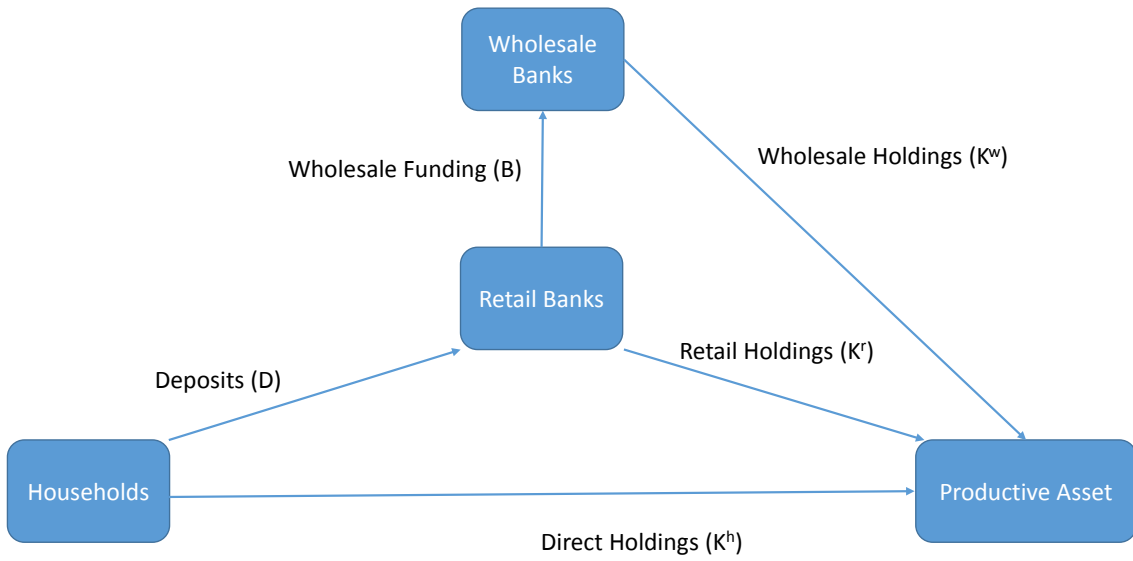 Wholesale
Banks
Wholesale Funding (B)
Wholesale Holdings (Kʷ)
Retail Banks
Retail Holdings (Kʳ)
Deposits (D)
Households
Productive Asset
Direct Holdings (Kʰ)